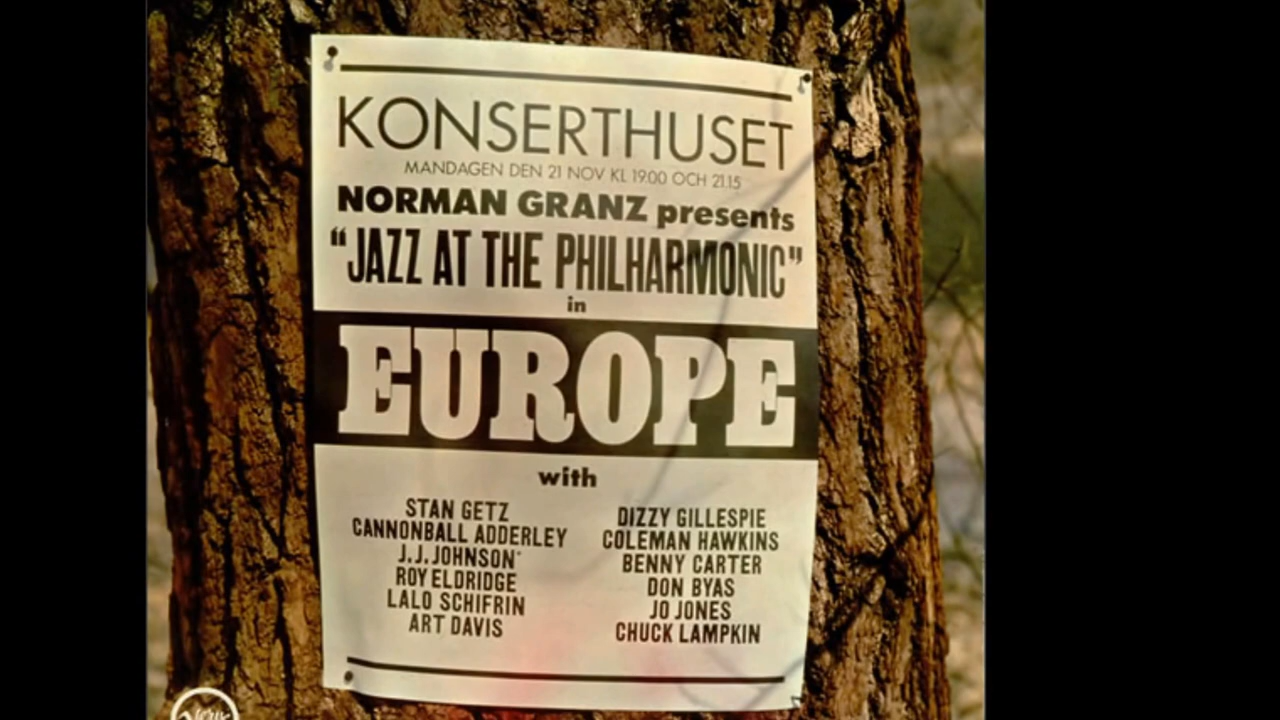 KONSERTHUSET
MANDAGEN DEN 21 NOV KL 19.00 OCH 21.15
NORMAN GRANZ presents
"JAZZ AT THE PHILHARMONIC"
in
EUROPE
with
STAN GETZ
CANNONBALL ADDERLEY
J.J. JOHNSON
ROY ELDRIDGE
LALO SCHIFRIN
ART DAVIS
DIZZY GILLESPIE
COLEMAN HAWKINS
BENNY CARTER
DON BYAS
JO JONES
CHUCK LAMPKIN
Verve